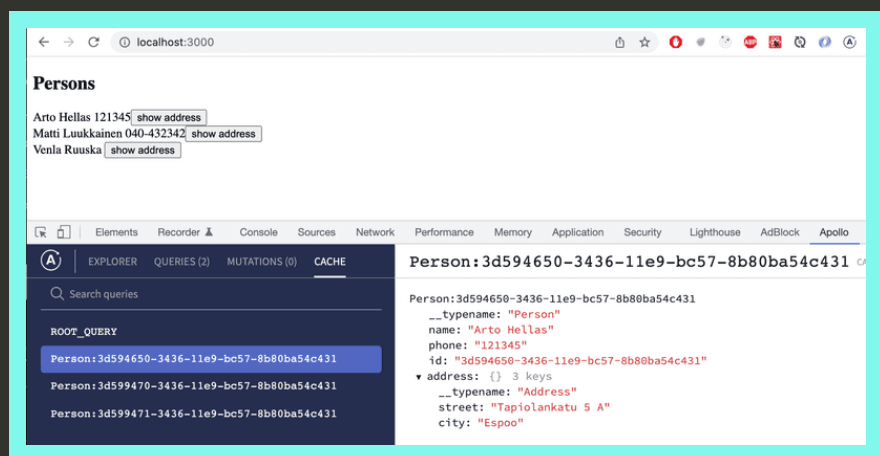 localhost:3000
ABP
Persons
Arto Hellas 121345 show address
Matti Luukkainen 040-432342 show address
Venla Ruuska show address
Elements Recorder Console Sources Network Performance Memory Application Security Lighthouse AdBlock Apollo
A EXPLORER QUERIES (2) MUTATIONS (0) CACHE
Person:3d594650-3436-11e9-bc57-8b80ba54c431 CA
Search queries
ROOT_QUERY
Person:3d594650-3436-11e9-bc57-8b80ba54c431
Person:3d599470-3436-11e9-bc57-8b80ba54c431
Person:3d599471-3436-11e9-bc57-8b80ba54c431
Person:3d594650-3436-11e9-bc57-8b80ba54c431
__typename: "Person"
name: "Arto Hellas"
phone: "121345"
id: "3d594650-3436-11e9-bc57-8b80ba54c431"
▼ address: {} 3 keys
__typename: "Address"
street: "Tapiolankatu 5 A"
city: "Espoo"